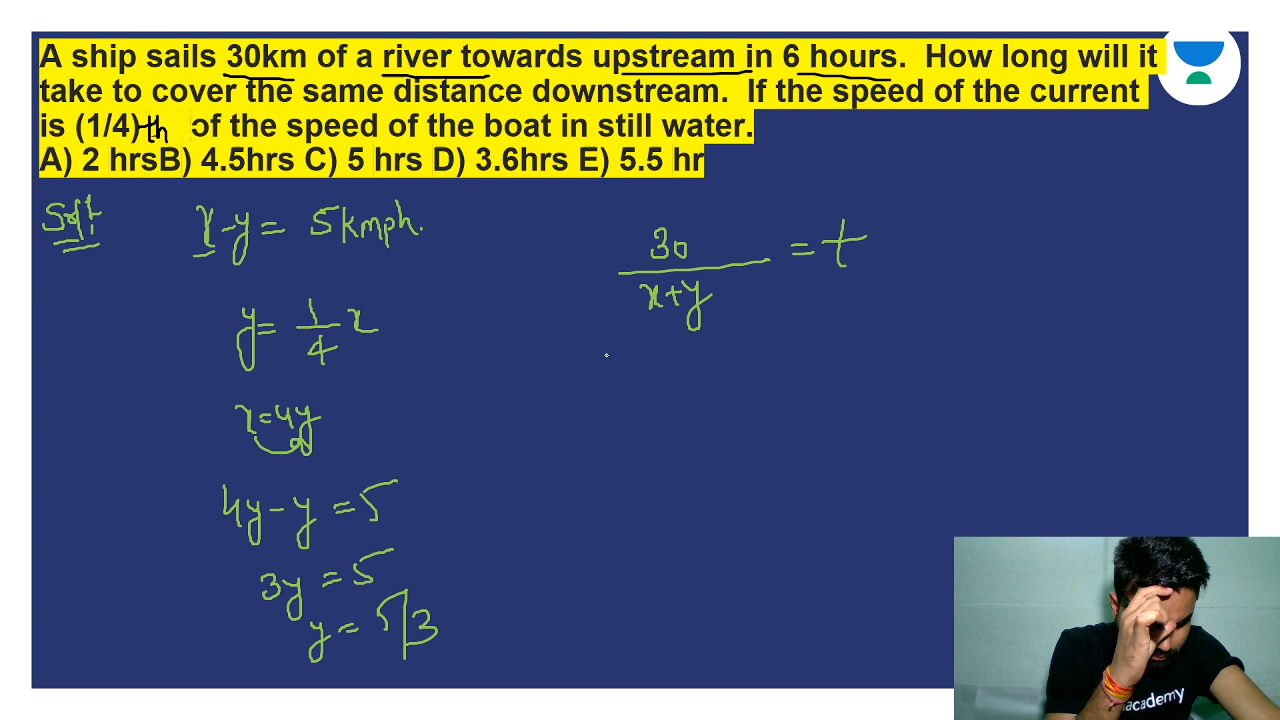 A ship sails 30km of a river towards upstream in 6 hours. How long will it
take to cover the same distance downstream. If the speed of the current
is (1/4)th of the speed of the boat in still water.
A) 2 hrsB) 4.5hrs C) 5 hrs D) 3.6hrs E) 5.5 hr
x-y = 5 kmph.
y = 1/4 x
x=4y
4y-y = 5
3y = 5
y = 5/3
30/(x+y) = t
academy